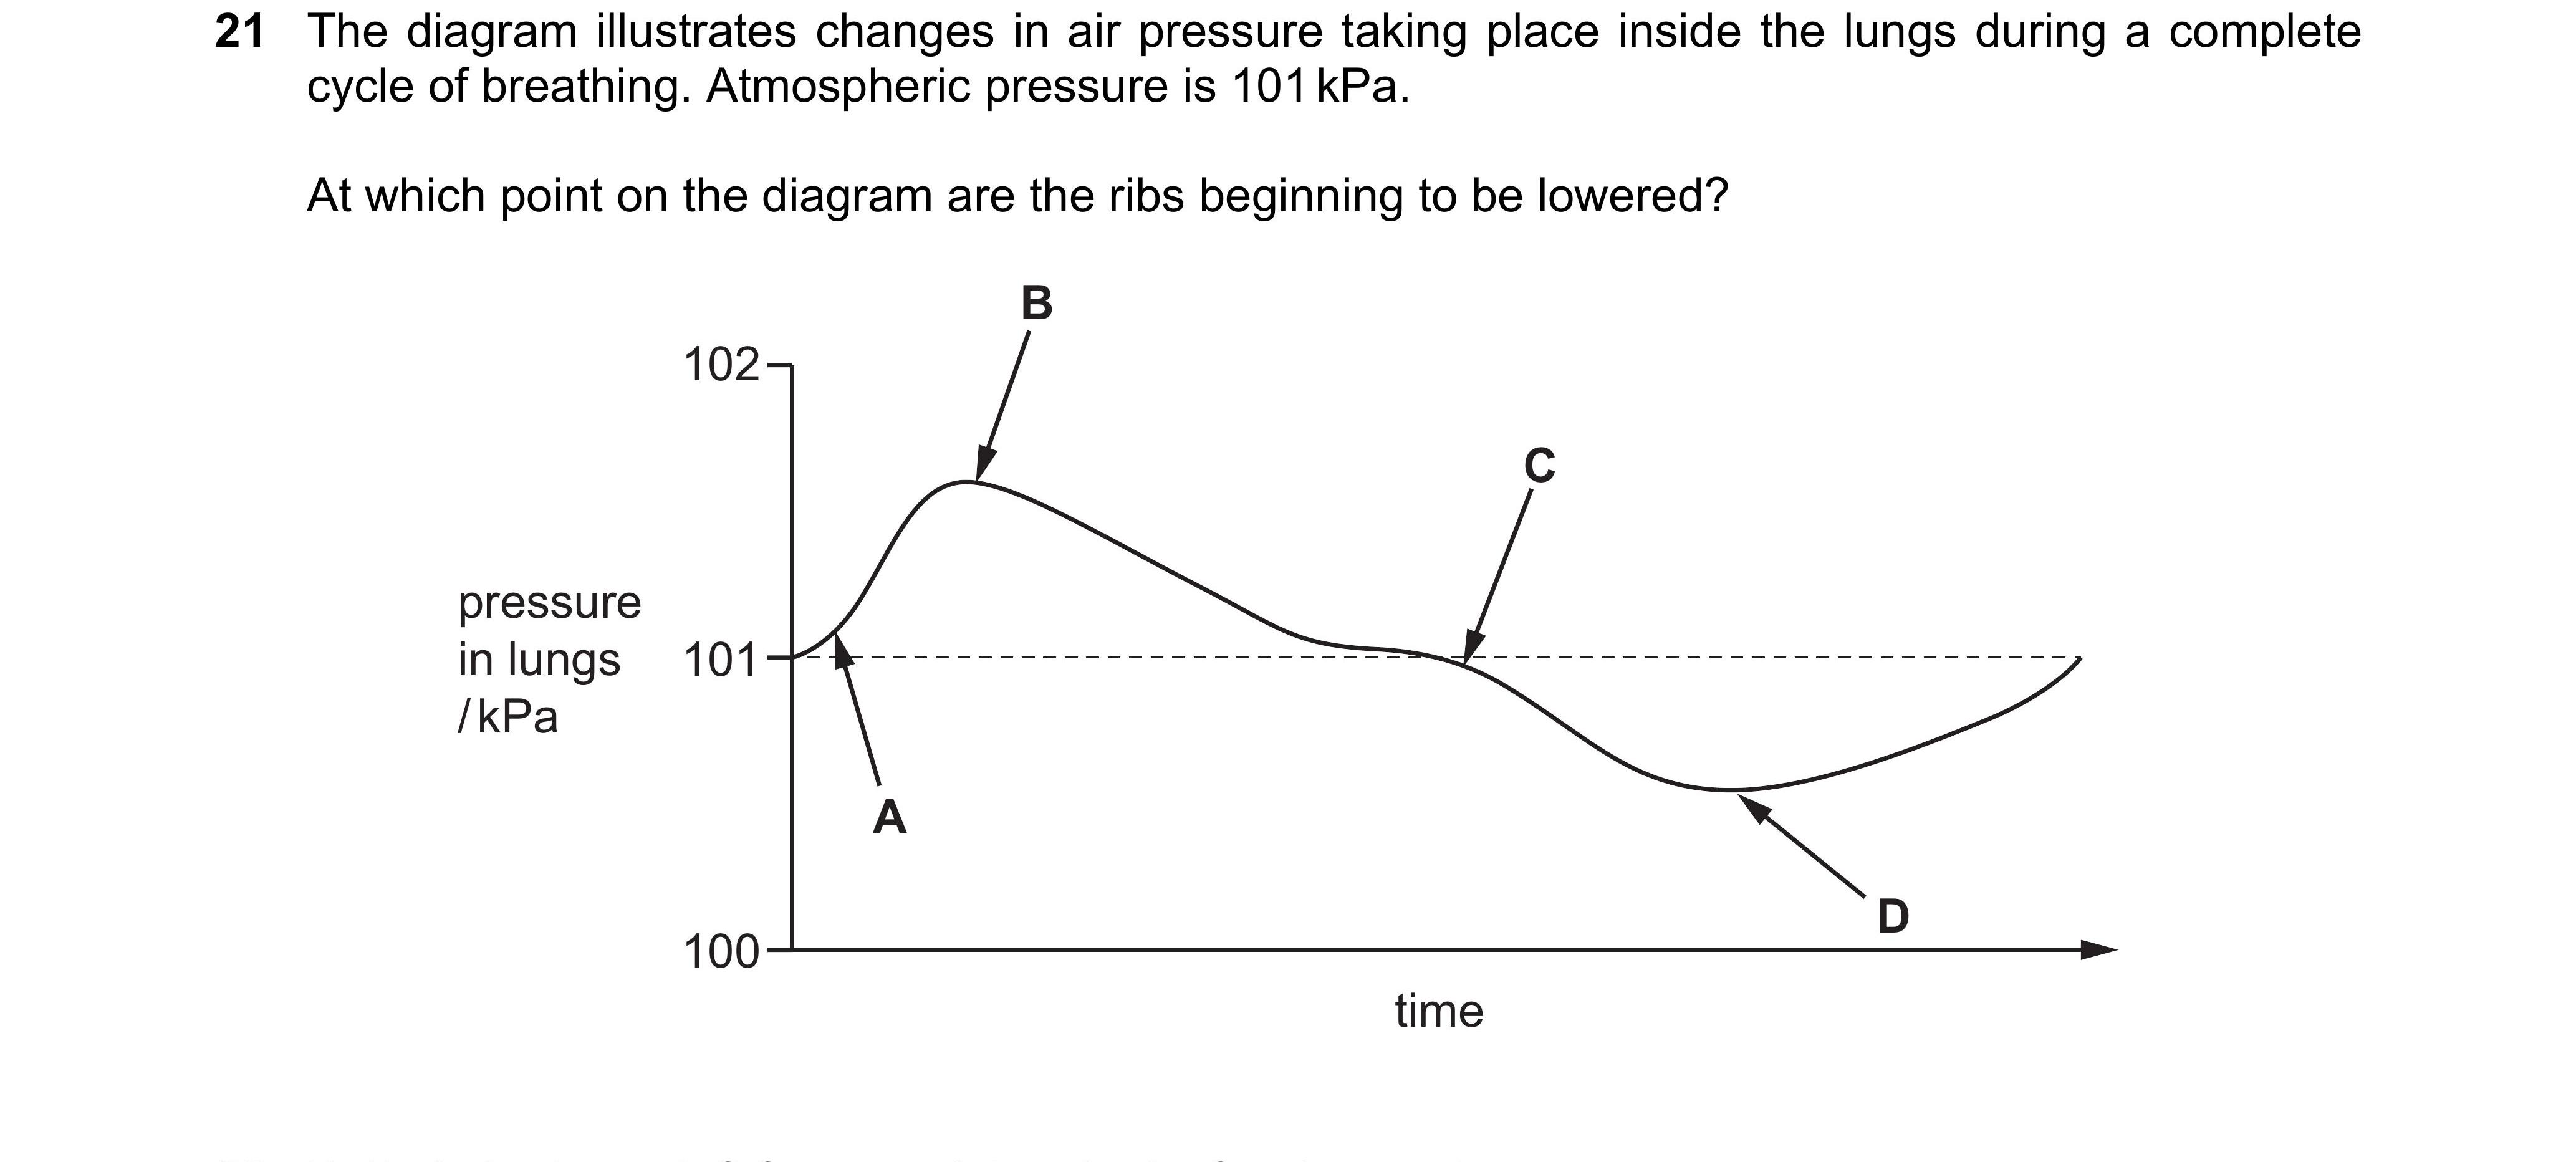 21 The diagram illustrates changes in air pressure taking place inside the lungs during a complete
cycle of breathing. Atmospheric pressure is 101 kPa.
At which point on the diagram are the ribs beginning to be lowered?
B
102
C
pressure
in lungs
/ kPa
101
A
D
100
time